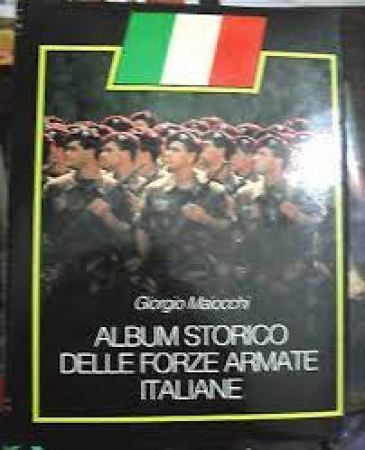 Giorgio Maiocchi
ALBUM STORICO
DELLE FORZE ARMATE
ITALIANE